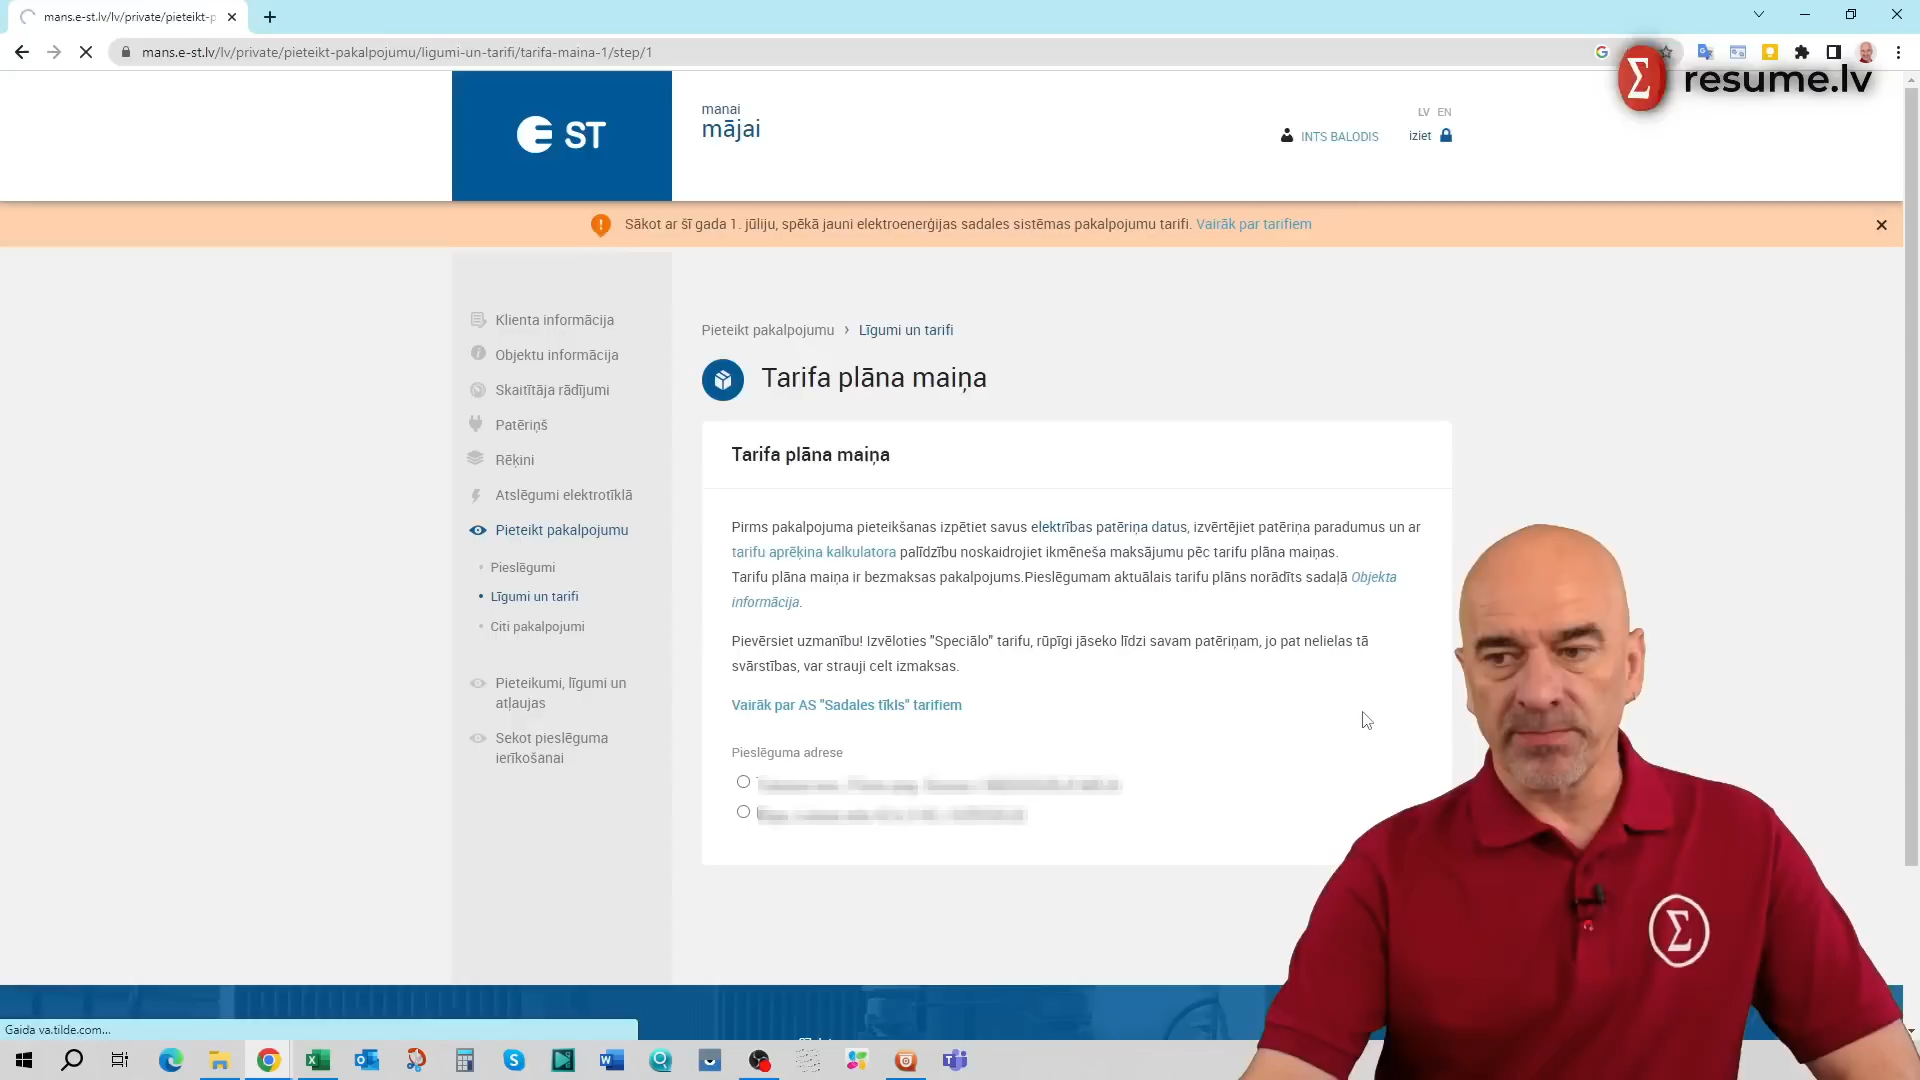 mans.e-st.lv/lv/private/pieteikt-p
mans.e-st.lv/lv/private/pieteikt-pakalpojumu/ligumi-un-tarifi/tarifa-maina-1/step/1
resume.lv
ST
manai
mājai
LV EN
INTS BALODIS
iziet
Sākot ar šī gada 1. jūliju, spēkā jauni elektroenerģijas sadales sistēmas pakalpojumu tarifi. Vairāk par tarifiem
Klienta informācija
Objektu informācija
Skaitītāja rādījumi
Patēriņš
Rēķini
Atslēgumi elektrotīklā
Pieteikt pakalpojumu
Pieslēgumi
Līgumi un tarifi
Citi pakalpojumi
Pieteikumi, līgumi un
atļaujas
Sekot pieslēguma
ierīkošanai
Pieteikt pakalpojumu › Līgumi un tarifi
Tarifa plāna maiņa
Tarifa plāna maiņa
Pirms pakalpojuma pieteikšanas izpētiet savus elektrības patēriņa datus, izvērtējiet patēriņa paradumus un ar
tarifu aprēķina kalkulatora palīdzību noskaidrojiet ikmēneša maksājumu pēc tarifu plāna maiņas.
Tarifu plāna maiņa ir bezmaksas pakalpojums.Pieslēgumam aktuālais tarifu plāns norādīts sadaļā Objekta
informācija.
Pievērsiet uzmanību! Izvēloties "Speciālo" tarifu, rūpīgi jāseko līdzi savam patēriņam, jo pat nelielas tā
svārstības, var strauji celt izmaksas.
Vairāk par AS "Sadales tīkls" tarifiem
Pieslēguma adrese
Gaida va.tilde.com...